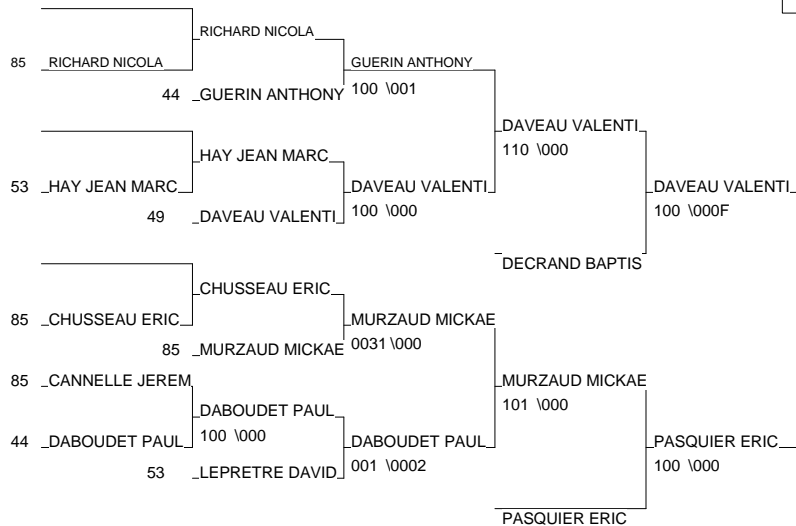 RICHARD NICOLA
85 RICHARD NICOLA
GUERIN ANTHONY
44 GUERIN ANTHONY
100 \001
DAVEAU VALENTI
110 \000
HAY JEAN MARC
53 HAY JEAN MARC
DAVEAU VALENTI
100 \000
DAVEAU VALENTI
100 \000F
49 DAVEAU VALENTI
DECRAND BAPTIS
CHUSSEAU ERIC
85 CHUSSEAU ERIC
MURZAUD MICKAE
0031 \000
85 MURZAUD MICKAE
85 CANNELLE JEREM
MURZAUD MICKAE
101 \000
DABOUDET PAUL
100 \000
44 DABOUDET PAUL
DABOUDET PAUL
001 \0002
PASQUIER ERIC
100 \000
53 LEPRETRE DAVID
PASQUIER ERIC